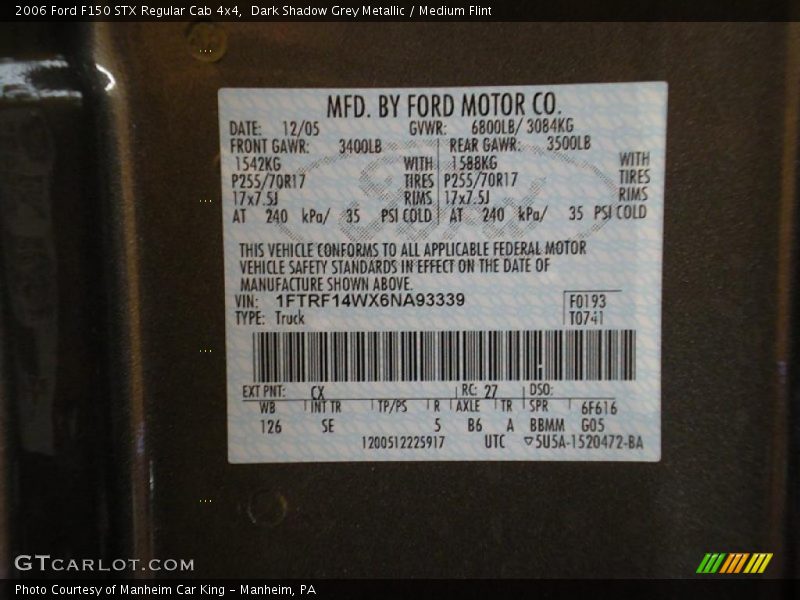 2006 Ford F150 STX Regular Cab 4x4,  Dark Shadow Grey Metallic / Medium Flint
MFD. BY FORD MOTOR CO.
DATE: 12/05 GVWR: 6800LB/ 3084KG
FRONT GAWR: 3400LB REAR GAWR: 3500LB
1542KG WITH 1588KG WITH
P255/70R17 TIRES P255/70R17 TIRES
17x7.5J RIMS 17x7.5J RIMS
AT 240 kPa/ 35 PSI COLD AT 240 kPa/ 35 PSI COLD
THIS VEHICLE CONFORMS TO ALL APPLICABLE FEDERAL MOTOR
VEHICLE SAFETY STANDARDS IN EFFECT ON THE DATE OF
MANUFACTURE SHOWN ABOVE.
VIN: 1FTRF14WX6NA93339 F0193
TYPE: Truck T0741
EXT PNT: CX RC: 27 DSO:
WB INT TR TP/PS R AXLE TR SPR 6F616
126 SE 5 B6 A BBMM G05
1200512225917 UTC ▽5U5A-1520472-BA
GTCARLOT.COM
Photo Courtesy of Manheim Car King - Manheim, PA